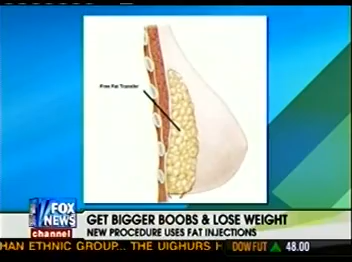 Free Fat Transfer
FOX
NEWS
channel
GET BIGGER BOOBS & LOSE WEIGHT
NEW PROCEDURE USES FAT INJECTIONS
HAN ETHNIC GROUP... THE UIGHURS H
DOW FUT ▲ 48.00